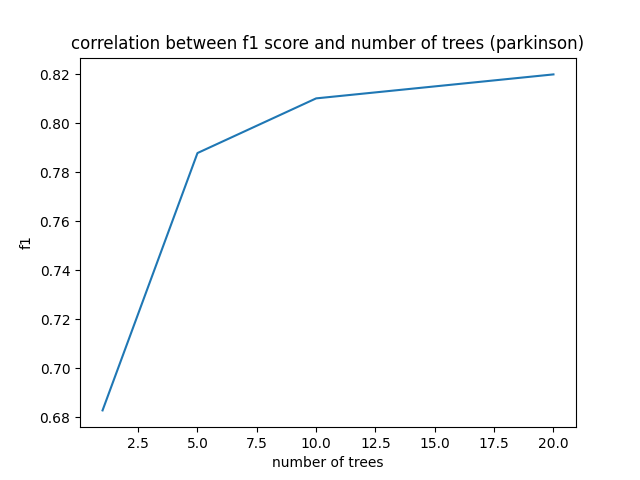 correlation between f1 score and number of trees (parkinson)
0.82
0.80
0.78
0.76
0.74
0.72
0.70
0.68
f1
2.5 5.0 7.5 10.0 12.5 15.0 17.5 20.0
number of trees